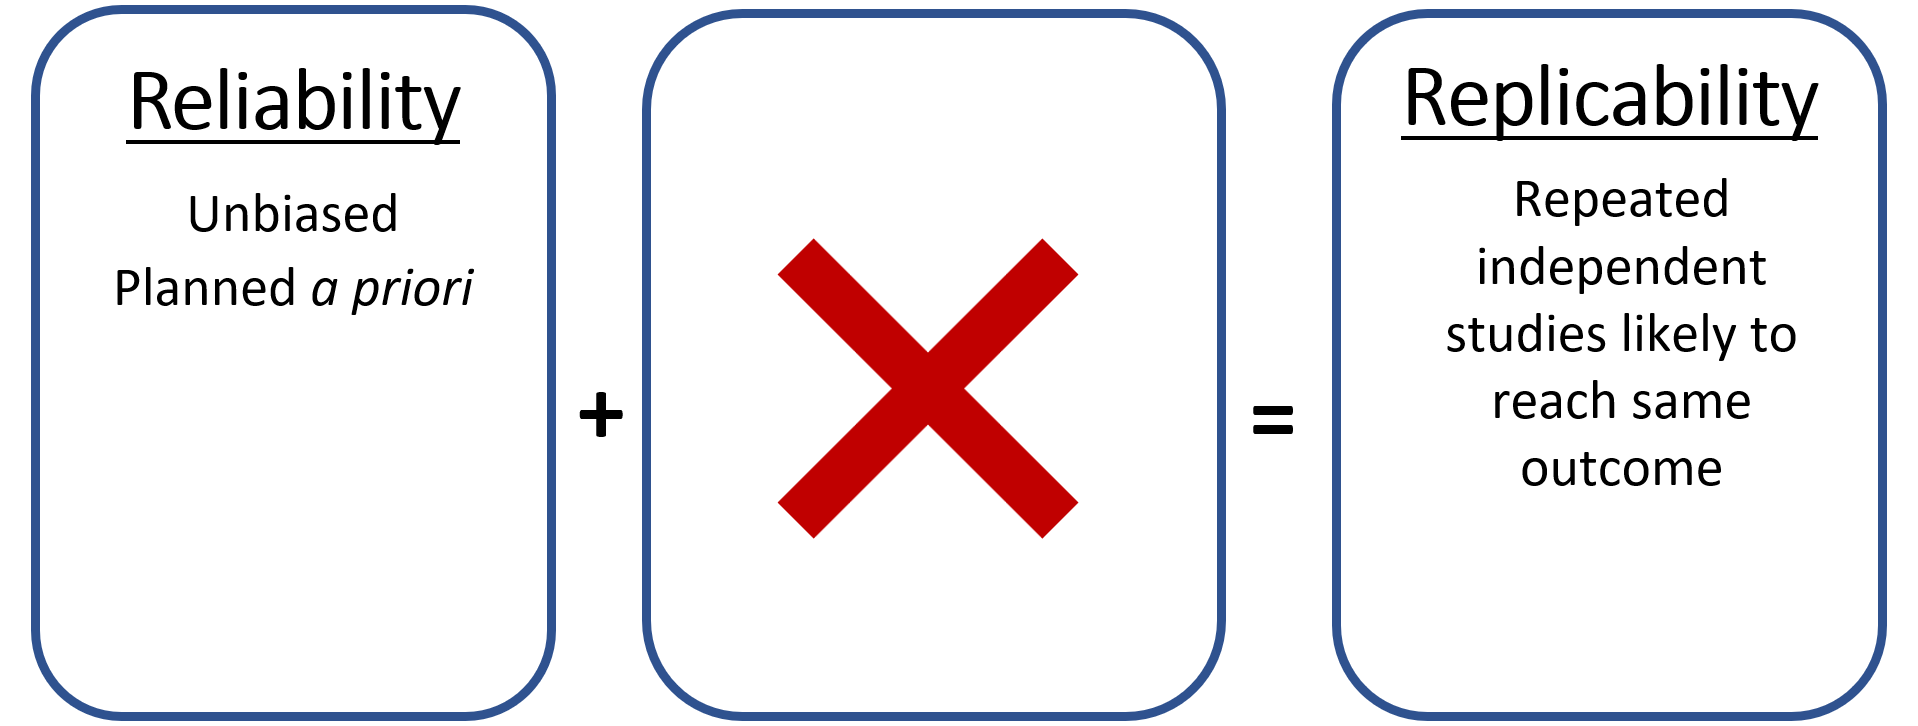 Reliability
Unbiased
Planned a priori
+
=
Replicability
Repeated
independent
studies likely to
reach same
outcome